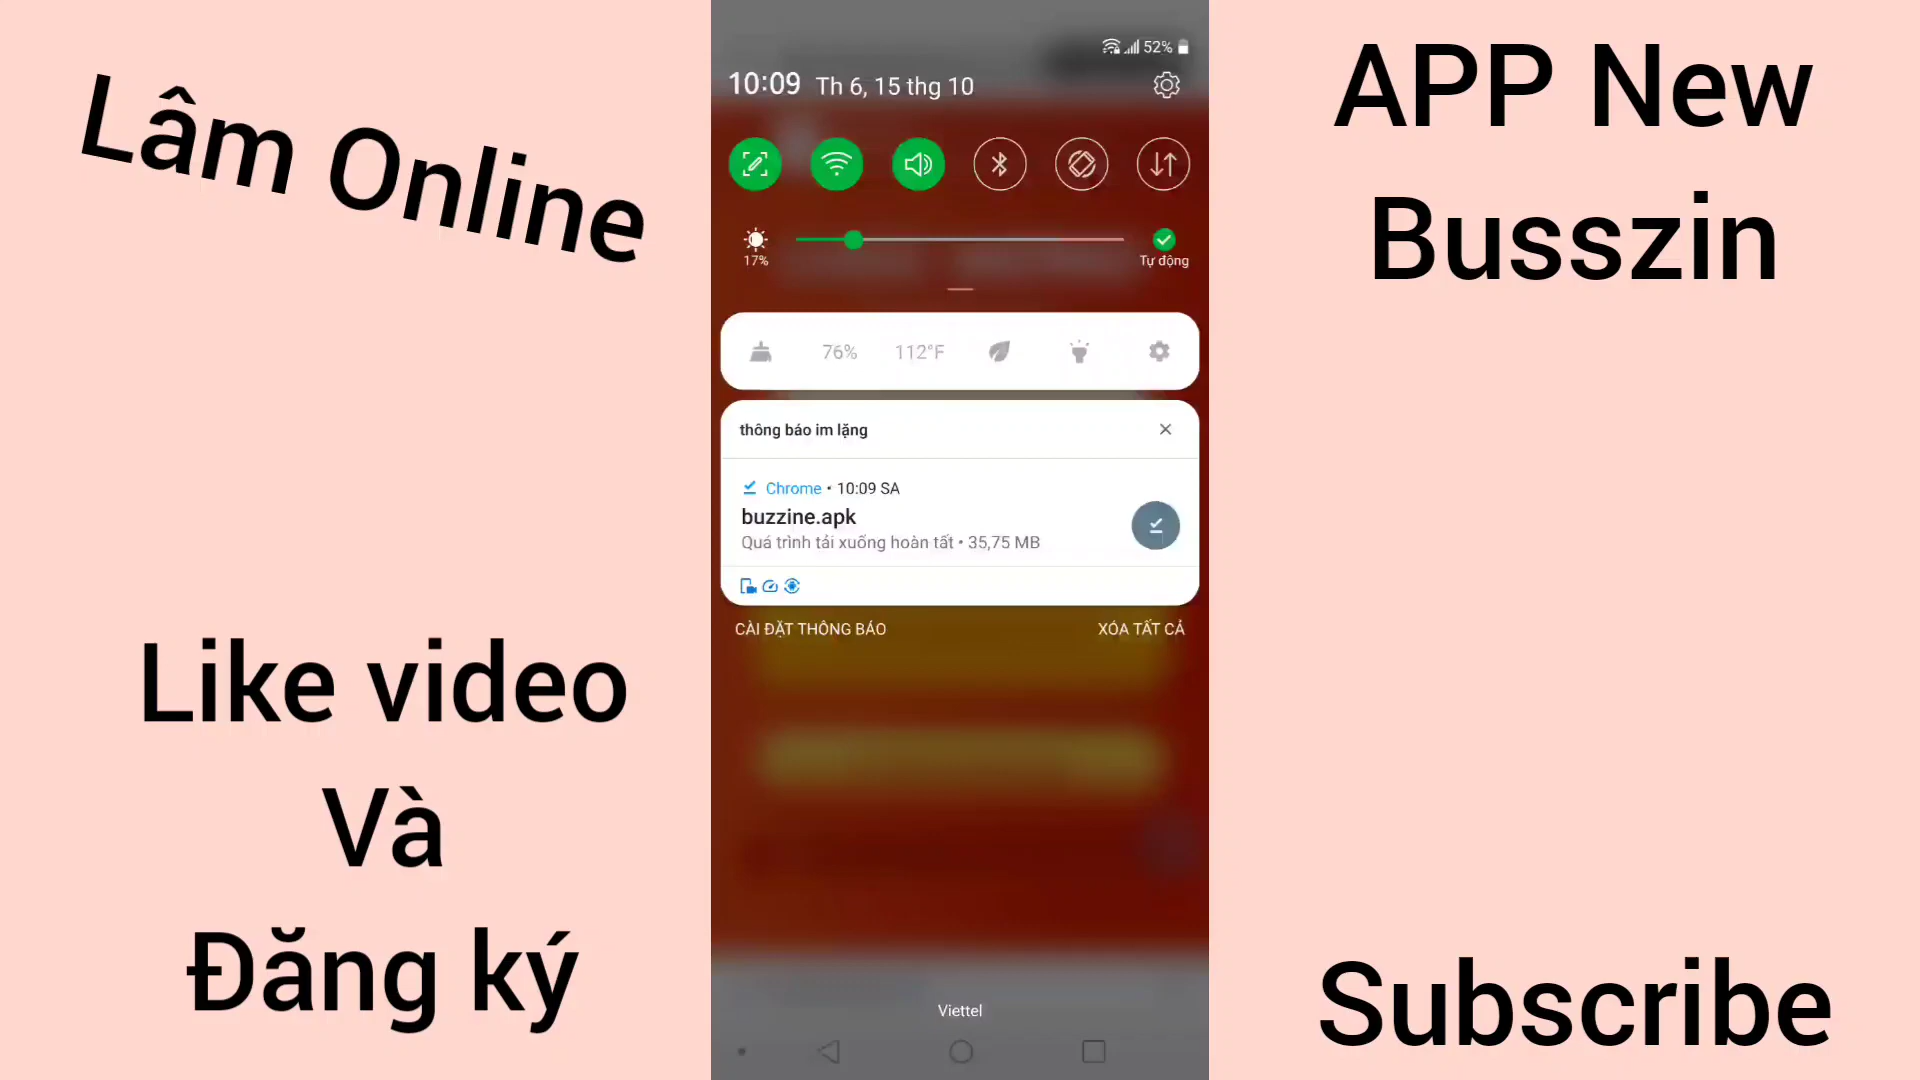 Lâm Online
Like video
Và
Đăng ký
52%
10:09 Th 6, 15 thg 10
17%
Tự động
76% 112°F
thông báo im lặng
Chrome • 10:09 SA
buzzine.apk
Quá trình tải xuống hoàn tất • 35,75 MB
CÀI ĐẶT THÔNG BÁO XÓA TẤT CẢ
Viettel
APP New
Busszin
Subscribe